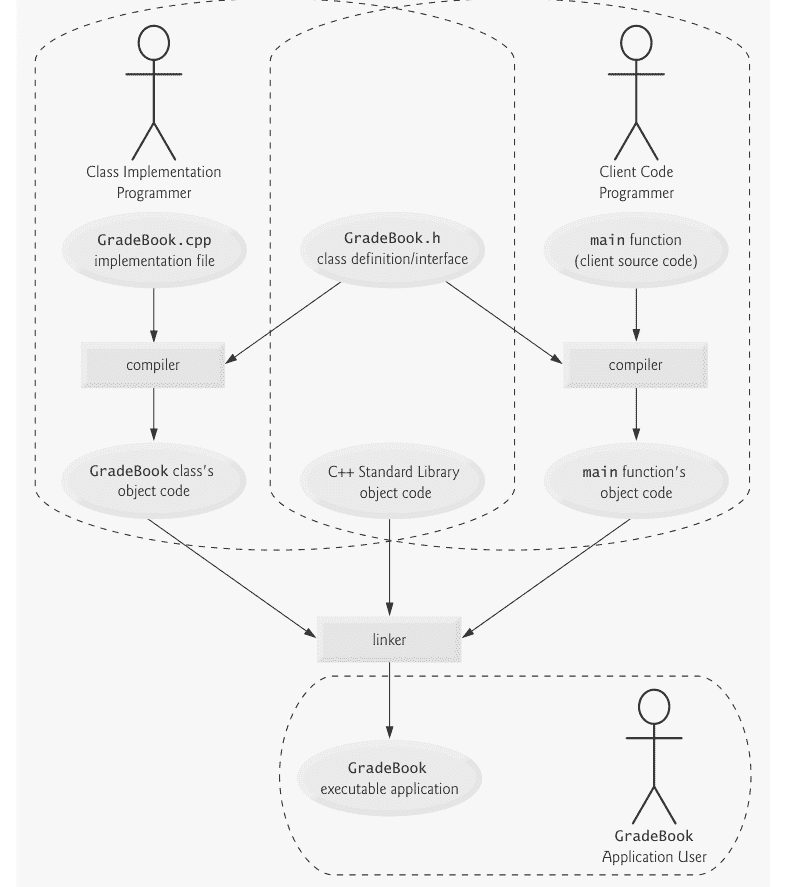 Class Implementation
Programmer
Client Code
Programmer
GradeBook.cpp
implementation file
GradeBook.h
class definition/interface
main function
(client source code)
compiler
compiler
GradeBook class's
object code
C++ Standard Library
object code
main function's
object code
linker
GradeBook
executable application
GradeBook
Application User